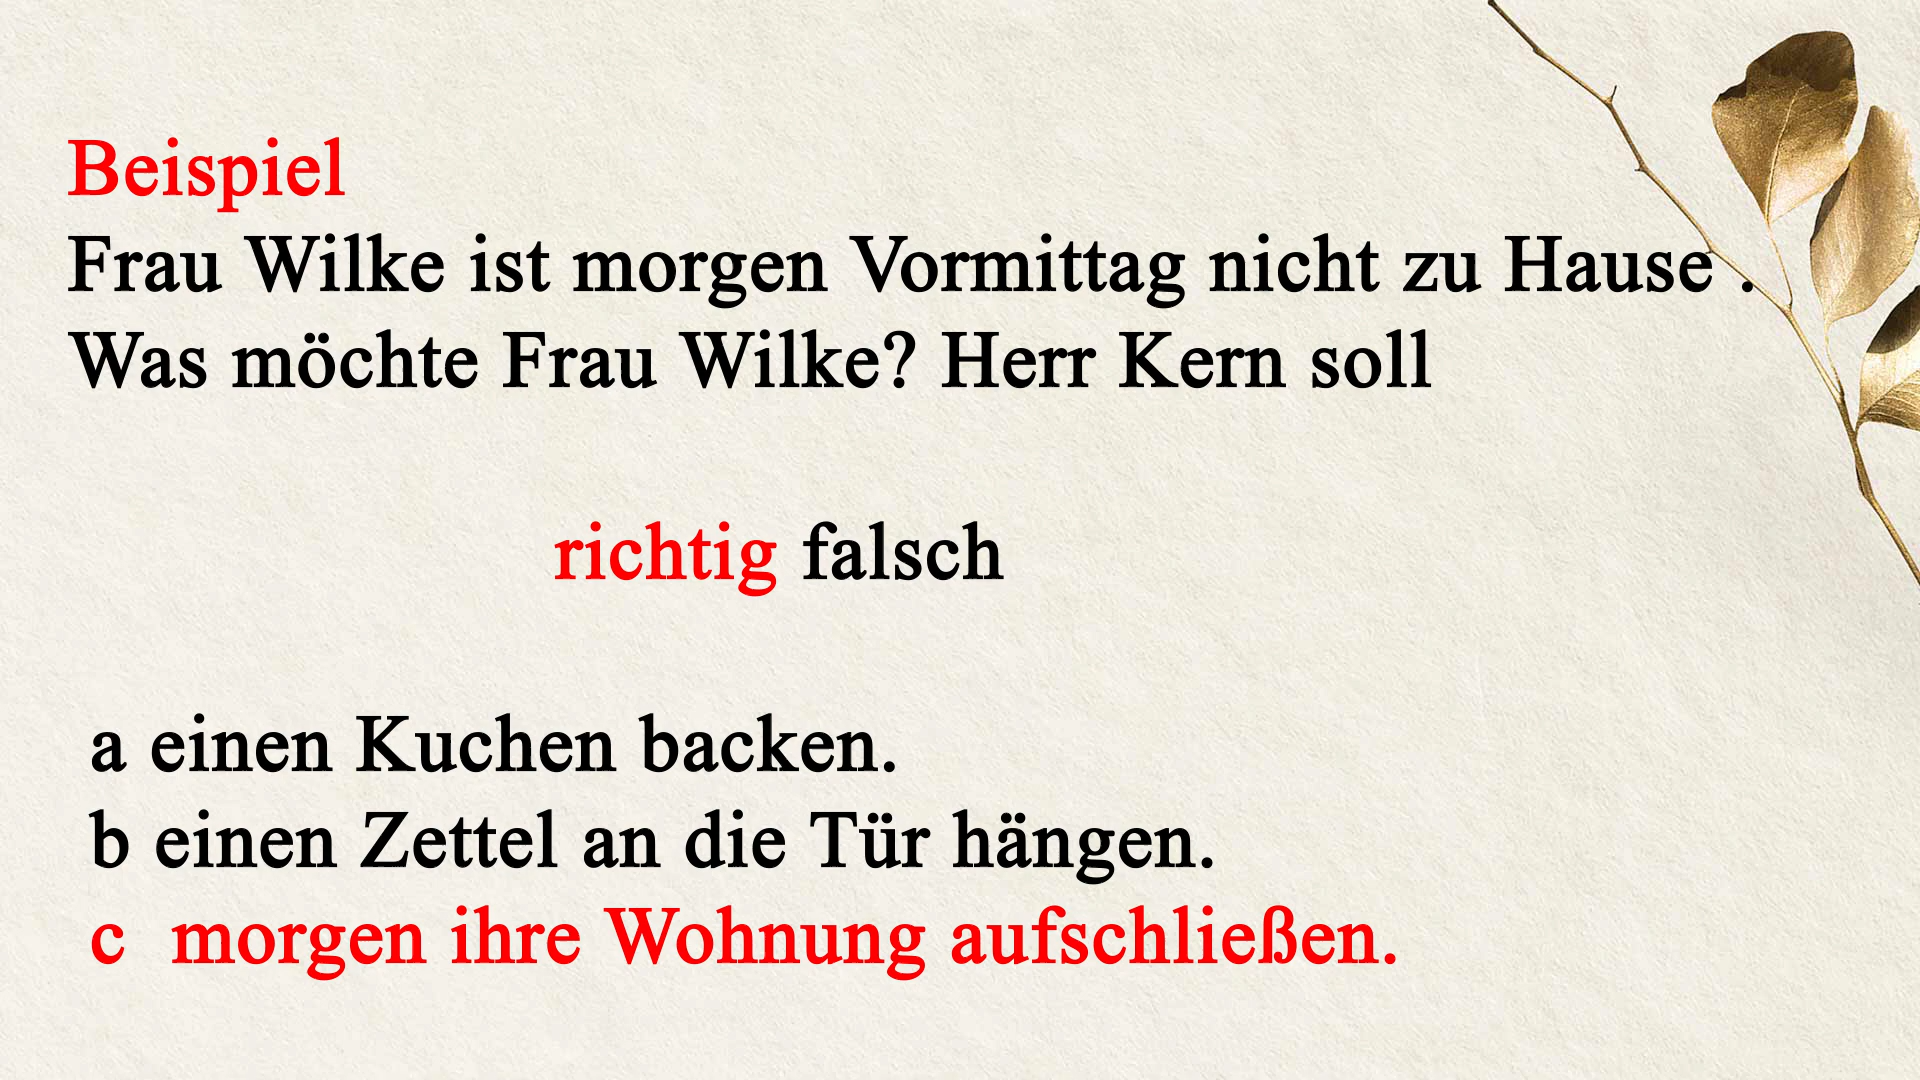 Beispiel
Frau Wilke ist morgen Vormittag nicht zu Hause .
Was möchte Frau Wilke? Herr Kern soll
richtig falsch
a einen Kuchen backen.
b einen Zettel an die Tür hängen.
c morgen ihre Wohnung aufschließen.